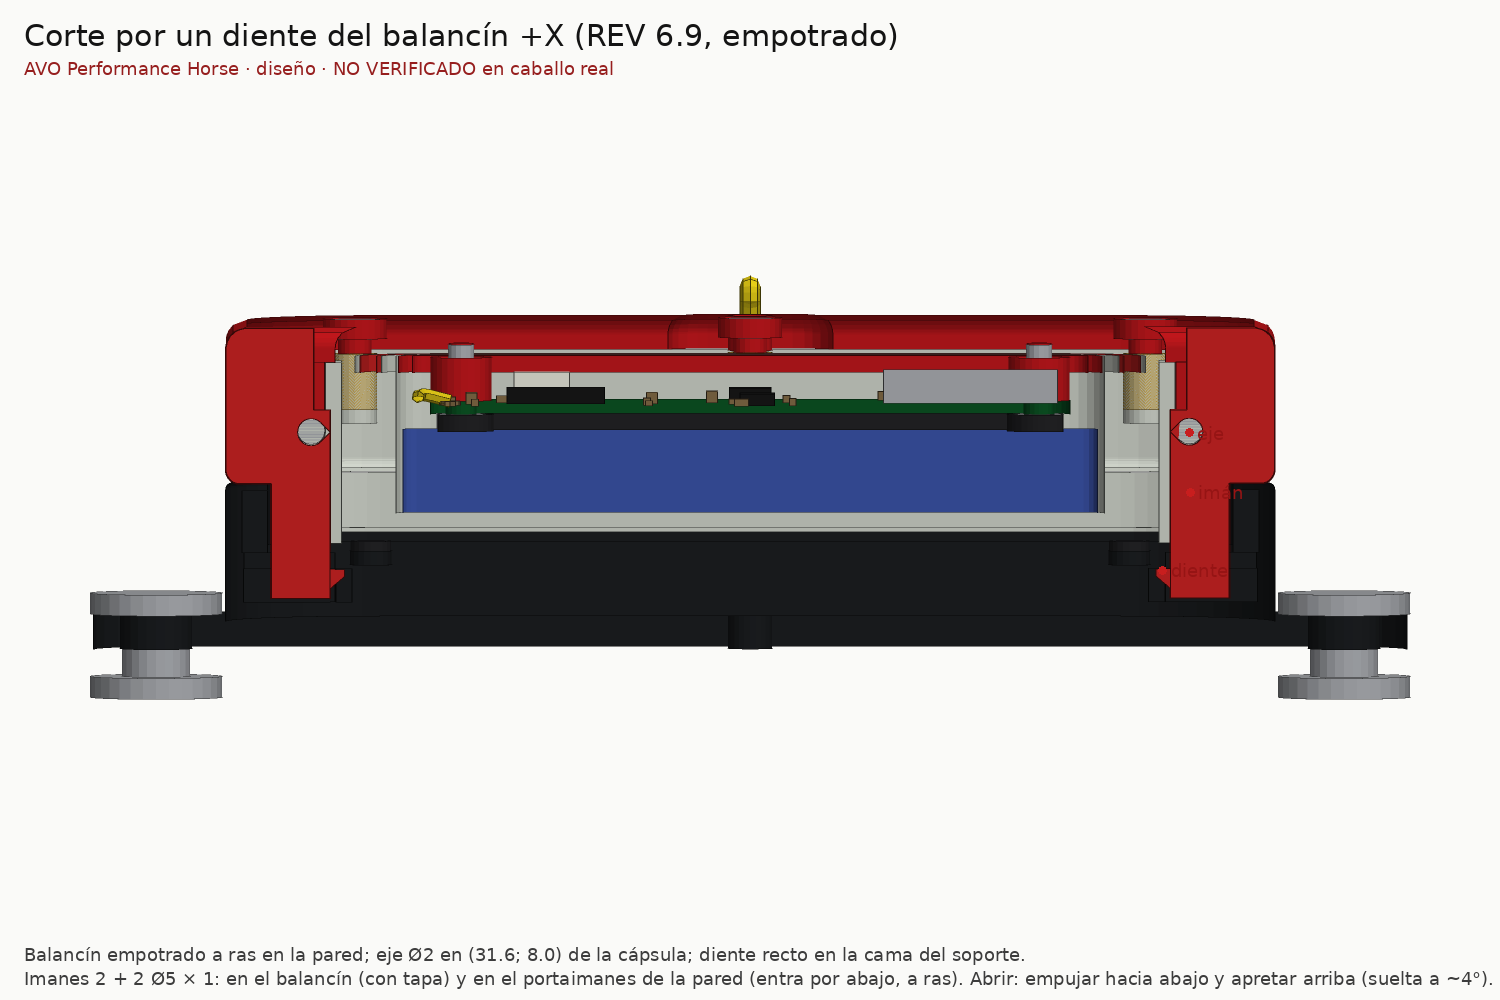 Corte por un diente del balancín +X (REV 6.9, empotrado)
AVO Performance Horse · diseño · NO VERIFICADO en caballo real
eje
iman
diente
Balancín empotrado a ras en la pared; eje Ø2 en (31.6; 8.0) de la cápsula; diente recto en la cama del soporte.
Imanes 2 + 2 Ø5 × 1: en el balancín (con tapa) y en el portaimanes de la pared (entra por abajo, a ras). Abrir: empujar hacia abajo y apretar arriba (suelta a ~4°).